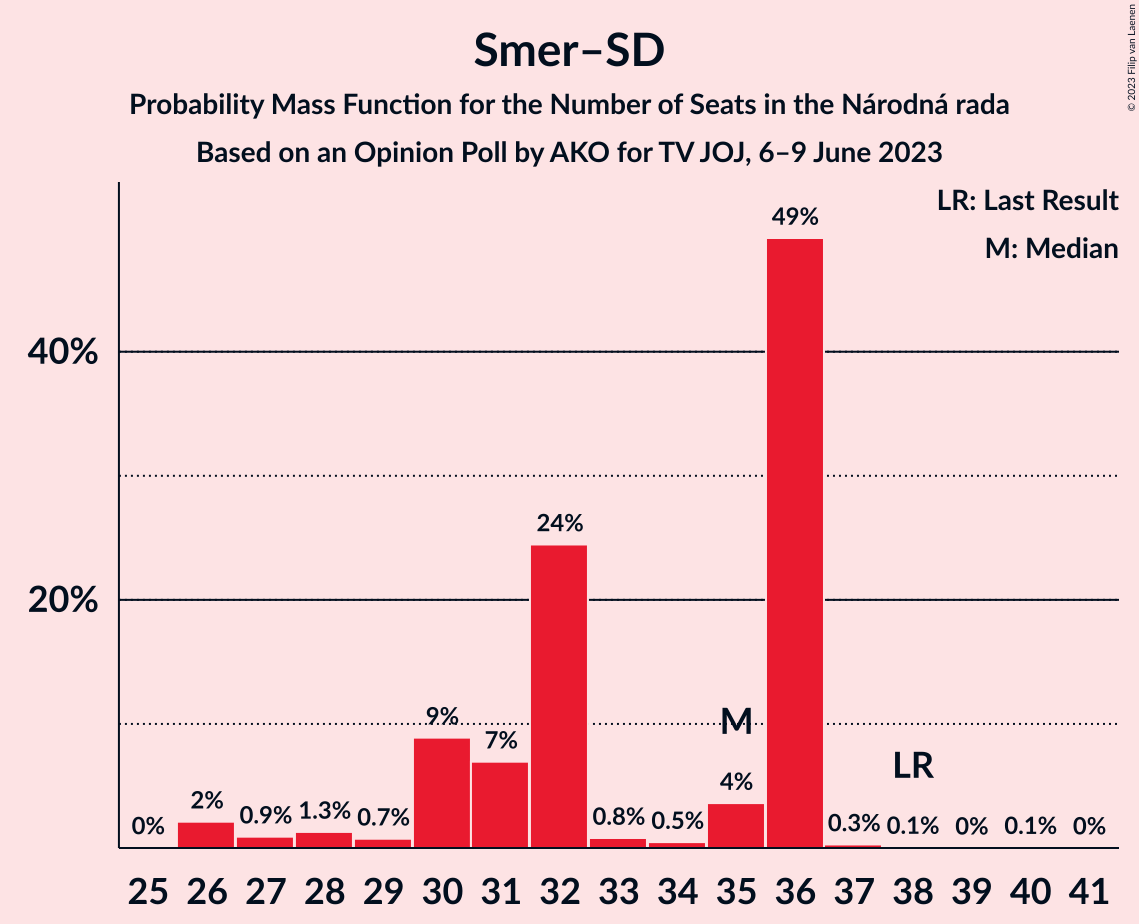 Smer–SD
Probability Mass Function for the Number of Seats in the Národná rada
Based on an Opinion Poll by AKO for TV JOJ, 6–9 June 2023
© 2023 Filip van Laenen
LR: Last Result
M: Median
49%
40%
24%
20%
M
9%
7%
LR
4%
0%
2%
0.9%
1.3%
0.7%
0.8%
0.5%
0.3%
0.1%
0%
0.1%
0%
25 26 27 28 29 30 31 32 33 34 35 36 37 38 39 40 41